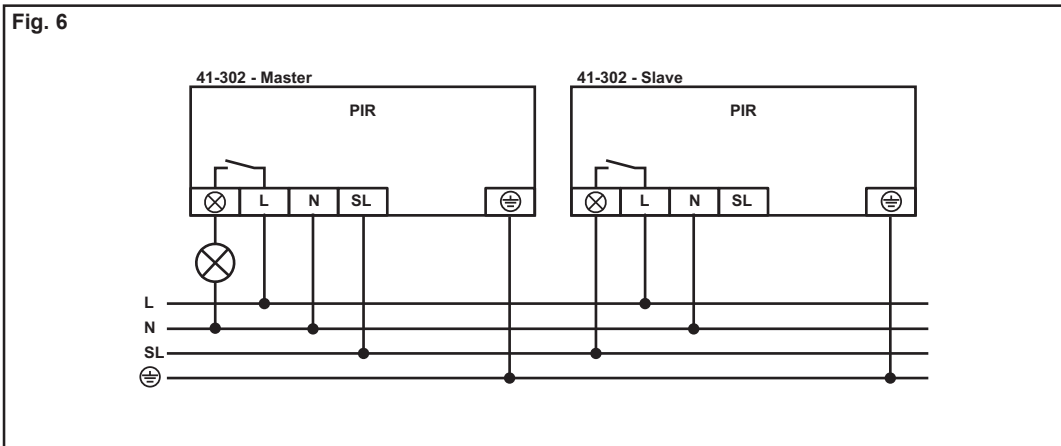 Fig. 6
41-302 - Master
PIR
L N SL
41-302 - Slave
PIR
L N SL
L
N
SL